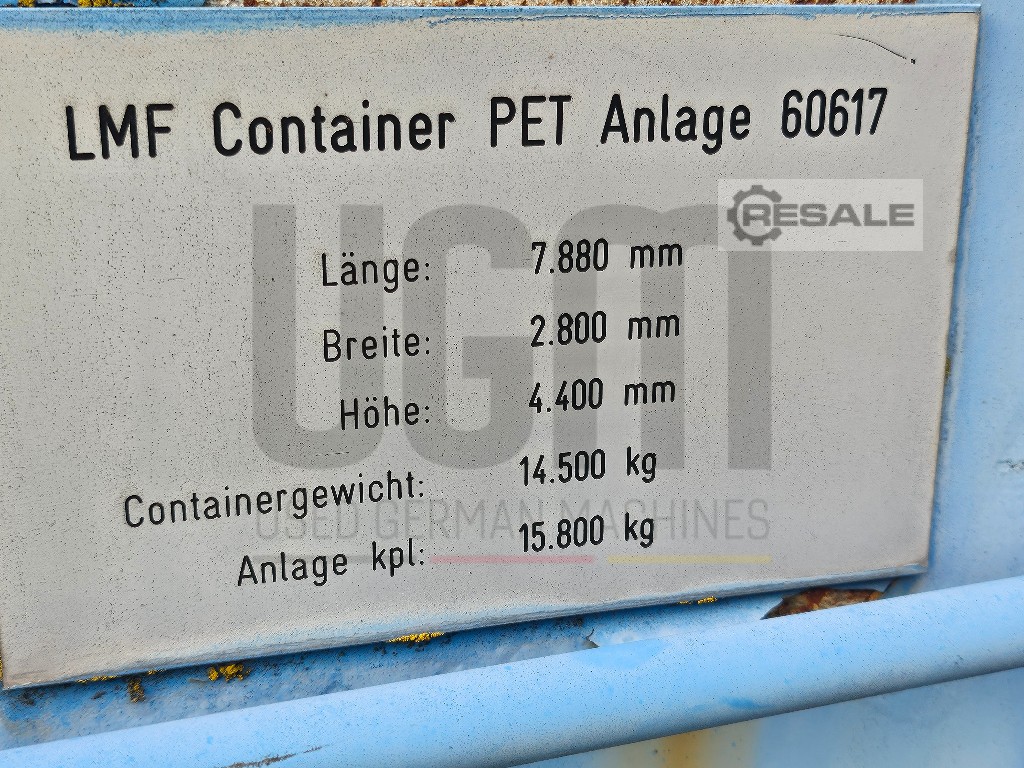 LMF Container PET Anlage 60617
RESALE
UGM
Länge: 7.880 mm
Breite: 2.800 mm
Höhe: 4.400 mm
Containergewicht: 14.500 kg
USED GERMAN MACHINES
Anlage kpl: 15.800 kg